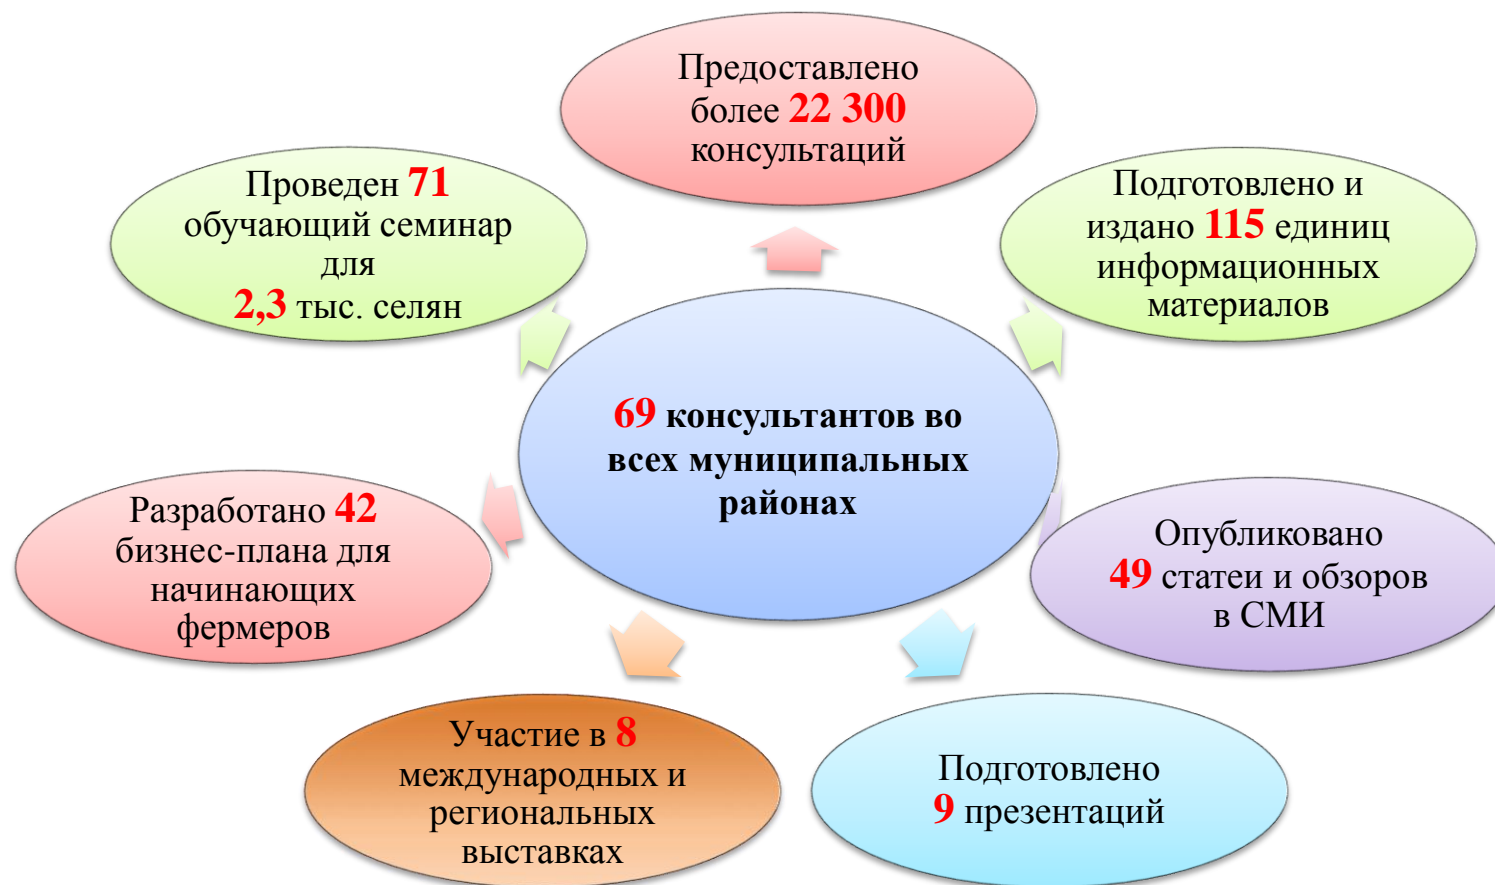 Предоставлено
более 22 300
консультаций
Проведен 71
обучающий семинар
для
2,3 тыс. селян
Подготовлено и
издано 115 единиц
информационных
материалов
69 консультантов во
всех муниципальных
районах
Разработано 42
бизнес-плана для
начинающих
фермеров
Опубликовано
49 статеи и обзоров
в СМИ
Участие в 8
международных и
региональных
выставках
Подготовлено
9 презентаций